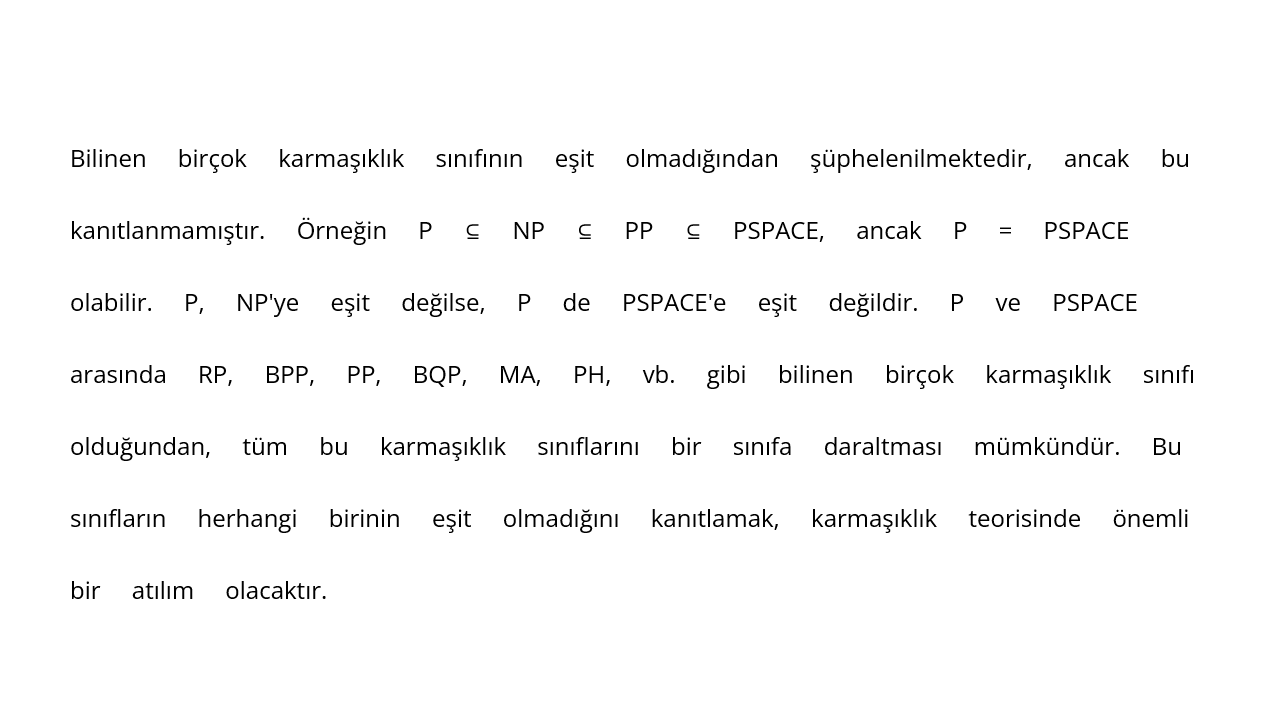 Bilinen birçok karmaşıklık sınıfının eşit olmadığından şüphelenilmektedir, ancak bu
kanıtlanmamıştır. Örneğin P ⊆ NP ⊆ PP ⊆ PSPACE, ancak P = PSPACE
olabilir. P, NP'ye eşit değilse, P de PSPACE'e eşit değildir. P ve PSPACE
arasında RP, BPP, PP, BQP, MA, PH, vb. gibi bilinen birçok karmaşıklık sınıfı
olduğundan, tüm bu karmaşıklık sınıflarını bir sınıfa daraltması mümkündür. Bu
sınıfların herhangi birinin eşit olmadığını kanıtlamak, karmaşıklık teorisinde önemli
bir atılım olacaktır.